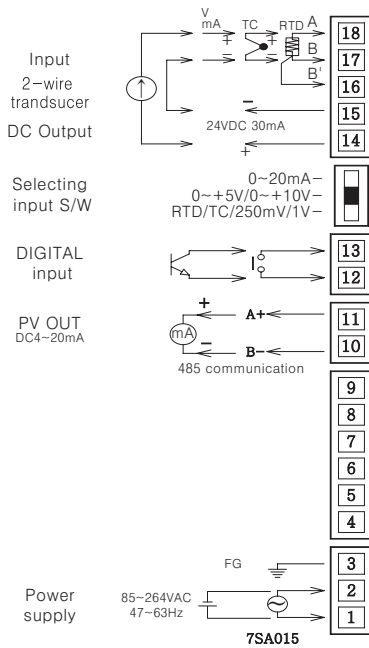 V
mA
TC
RTD A
+ +
− −
B
B'
18
17
16
15
14
Input
2-wire
trandsucer
DC Output
−
24VDC 30mA
+
Selecting
input S/W
0~20mA−
0~+5V/0~+10V−
RTD/TC/250mV/1V−
DIGITAL
input
13
12
PV OUT
DC4~20mA
+
mA
−
A+
B−
485 communication
11
10
9
8
7
6
5
4
FG
3
2
1
Power
supply
85~264VAC
47~63Hz
7SA015